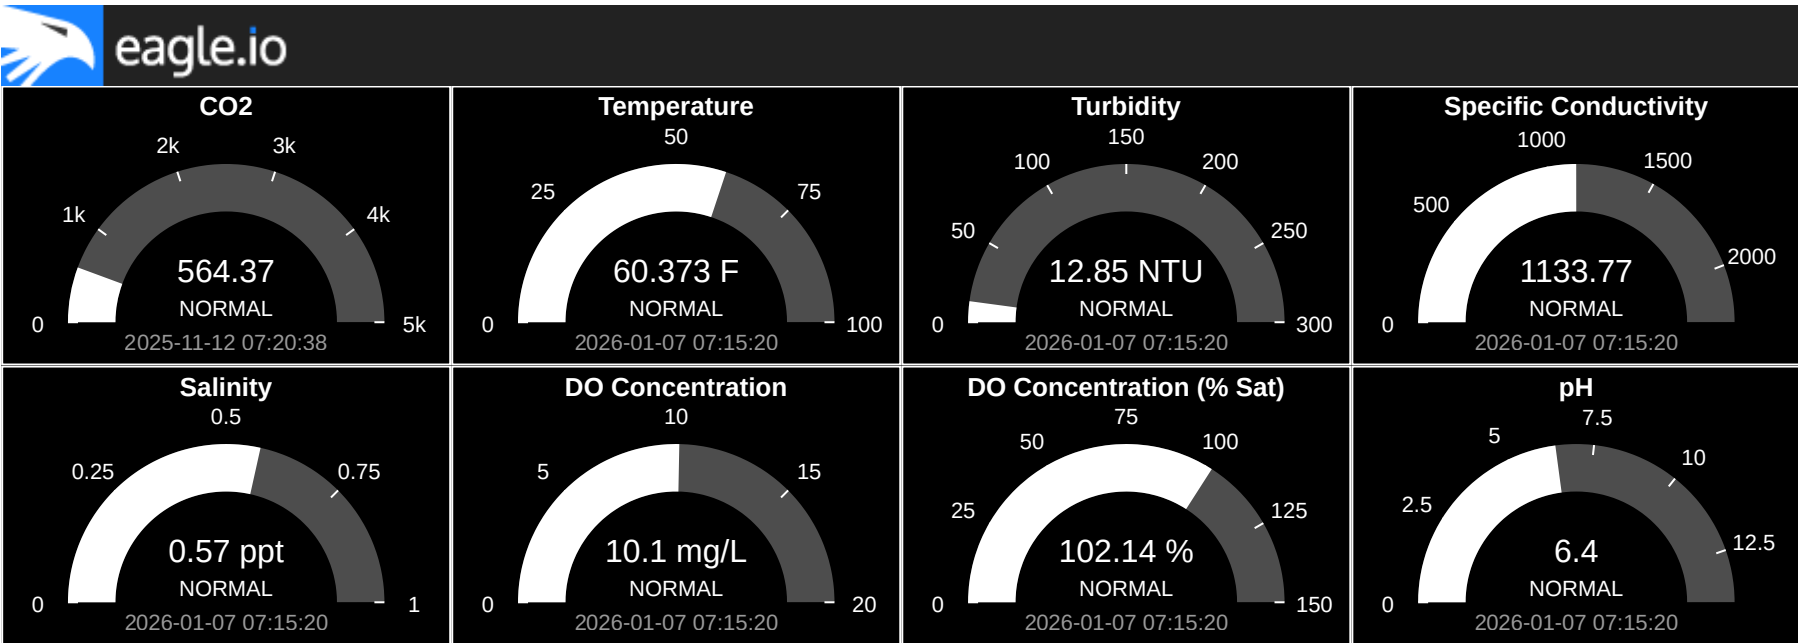 eagle.io
CO2
0
1k
2k
3k
4k
5k
564.37
NORMAL
2025-11-12 07:20:38
Temperature
0
25
50
75
100
60.373 F
NORMAL
2026-01-07 07:15:20
Turbidity
0
50
100
150
200
250
300
12.85 NTU
NORMAL
2026-01-07 07:15:20
Specific Conductivity
0
500
1000
1500
2000
1133.77
NORMAL
2026-01-07 07:15:20
Salinity
0
0.25
0.5
0.75
1
0.57 ppt
NORMAL
2026-01-07 07:15:20
DO Concentration
0
5
10
15
20
10.1 mg/L
NORMAL
2026-01-07 07:15:20
DO Concentration (% Sat)
0
25
50
75
100
125
150
102.14 %
NORMAL
2026-01-07 07:15:20
pH
0
2.5
5
7.5
10
12.5
6.4
NORMAL
2026-01-07 07:15:20